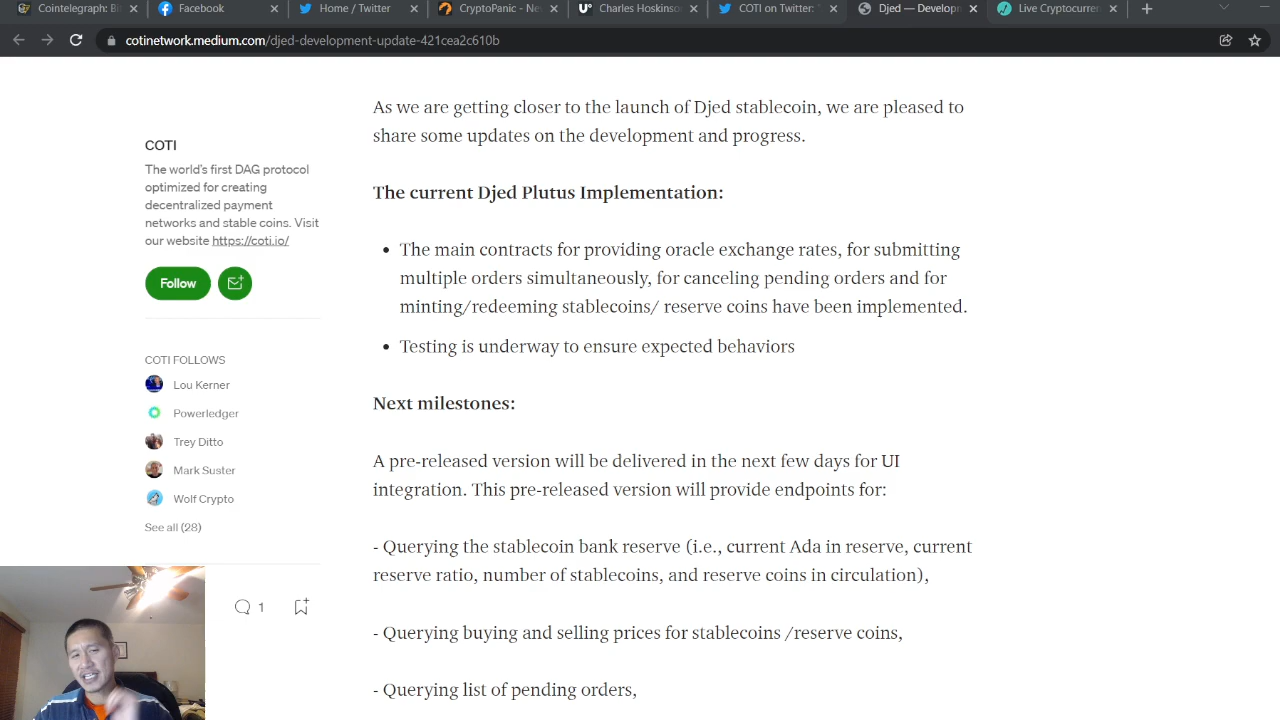 Cointelegraph: Bi
Facebook
Home / Twitter
CryptoPanic - Ne
Charles Hoskinso
COTI on Twitter: "
Djed — Developm
Live Cryptocurren
cotinetwork.medium.com/djed-development-update-421cea2c610b
COTI
The world's first DAG protocol
optimized for creating
decentralized payment
networks and stable coins. Visit
our website https://coti.io/
Follow
COTI FOLLOWS
Lou Kerner
Powerledger
Trey Ditto
Mark Suster
Wolf Crypto
See all (28)
1
As we are getting closer to the launch of Djed stablecoin, we are pleased to
share some updates on the development and progress.
The current Djed Plutus Implementation:
• The main contracts for providing oracle exchange rates, for submitting
multiple orders simultaneously, for canceling pending orders and for
minting/redeeming stablecoins/ reserve coins have been implemented.
• Testing is underway to ensure expected behaviors
Next milestones:
A pre-released version will be delivered in the next few days for UI
integration. This pre-released version will provide endpoints for:
- Querying the stablecoin bank reserve (i.e., current Ada in reserve, current
reserve ratio, number of stablecoins, and reserve coins in circulation),
- Querying buying and selling prices for stablecoins /reserve coins,
- Querying list of pending orders,